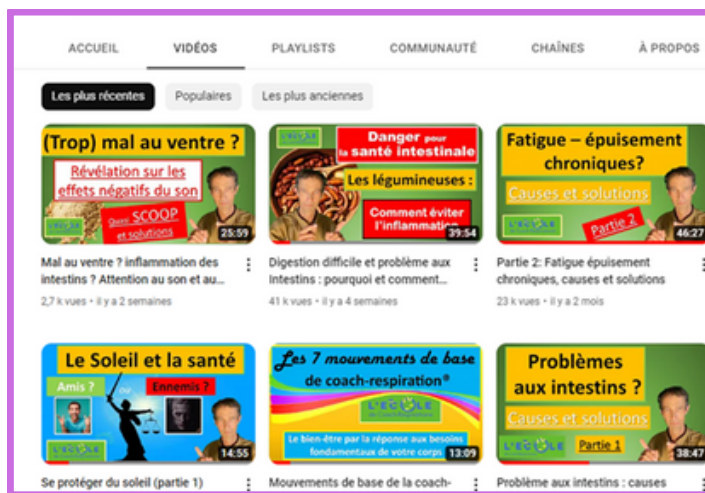 ACCUEIL VIDÉOS PLAYLISTS COMMUNAUTÉ CHAÎNES À PROPOS
Les plus récentes Populaires Les plus anciennes
(Trop) mal au ventre ?
Révélation sur les
effets négatifs du son
SCOOP
et solutions
25:59
Mal au ventre ? inflammation des
intestins ? Attention au son et au...
2,7 k vues • il y a 2 semaines
Danger pour
la santé intestinale
Les légumineuses :
Comment éviter
l'inflammation
39:54
Digestion difficile et problème aux
Intestins : pourquoi et comment...
41 k vues • il y a 4 semaines
Fatigue – épuisement
chroniques?
Causes et solutions
L'ECOLE
Partie 2
46:27
Partie 2: Fatigue épuisement
chroniques, causes et solutions
23 k vues • il y a 2 mois
Le Soleil et la santé
Amis ? ou Ennemis ?
L'ECOLE
14:55
Se protéger du soleil (partie 1)
Les 7 mouvements de base
de coach-respiration®
L'ECOLE
Le bien-être par la réponse aux besoins
fondamentaux de votre corps
13:09
Mouvements de base de la coach-
Problèmes
aux intestins ?
Causes et solutions
L'ECOLE
Partie 1
38:47
Problème aux intestins : causes